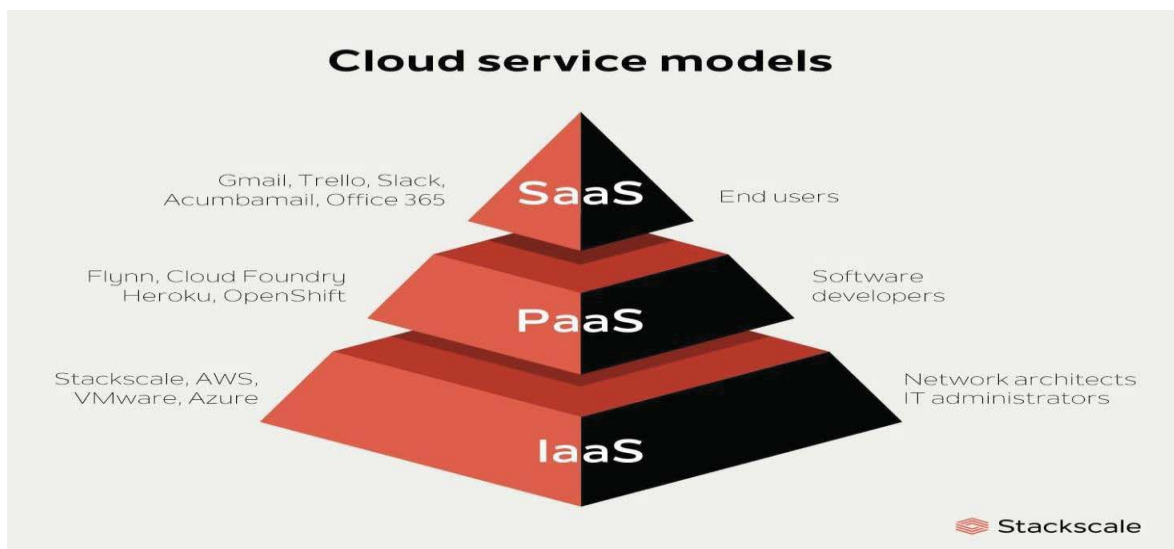 Cloud service models
Gmail, Trello, Slack,
Acumbamail, Office 365
SaaS
End users
Flynn, Cloud Foundry
Heroku, OpenShift
PaaS
Software
developers
Stackscale, AWS,
VMware, Azure
IaaS
Network architects
IT administrators
Stackscale